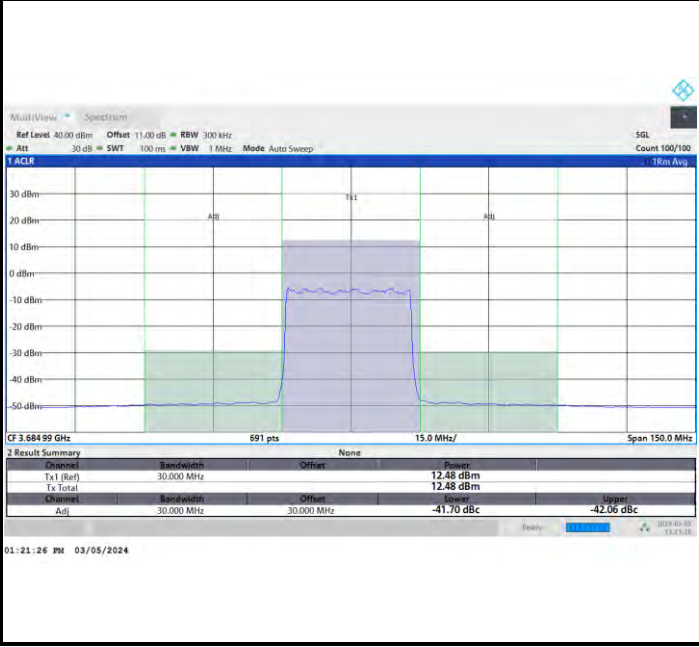 MultiView Spectrum
Ref Level 40.00 dBm Offset 11.00 dB RBW 300 kHz SGL
Att 30 dB SWT 100 ms VBW 1 MHz Mode Auto Sweep Count 100/100
1 ACLR 1Rm Avg
30 dBm
Tx1
20 dBm
Adj Adj
10 dBm
0 dBm
-10 dBm
-20 dBm
-30 dBm
-40 dBm
-50 dBm
CF 3.684 99 GHz 691 pts 15.0 MHz/ Span 150.0 MHz
2 Result Summary None
Channel Bandwidth Offset Power
Tx1 (Ref) 30.000 MHz 12.48 dBm
Tx Total 12.48 dBm
Channel Bandwidth Offset Lower Upper
Adj 30.000 MHz 30.000 MHz -41.70 dBc -42.06 dBc
Ready
01:21:26 PM 03/05/2024